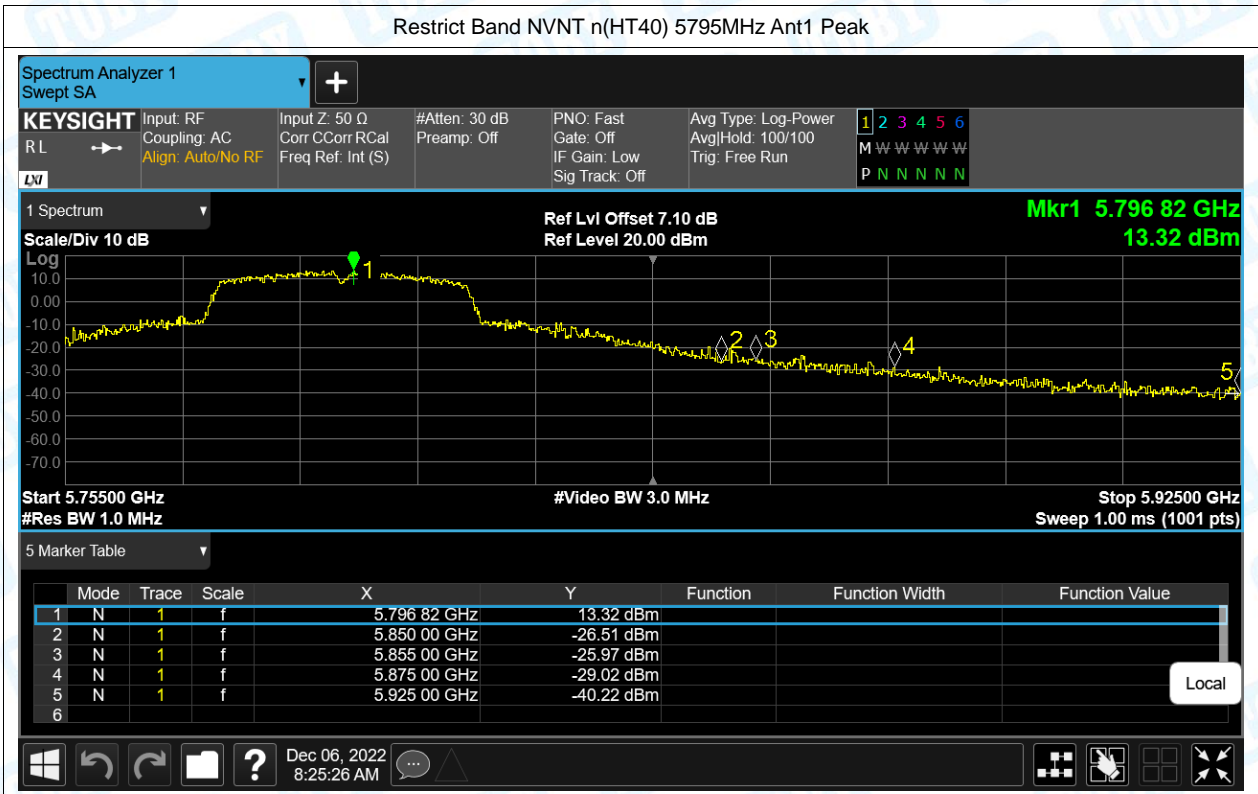 Restrict Band NVNT n(HT40) 5795MHz Ant1 Peak
Spectrum Analyzer 1
Swept SA
+
KEYSIGHT Input: RF Input Z: 50 Ω #Atten: 30 dB PNO: Fast Avg Type: Log-Power 1 2 3 4 5 6
RL Coupling: AC Corr CCorr RCal Preamp: Off Gate: Off Avg|Hold: 100/100 M W W W W W
Align: Auto/No RF Freq Ref: Int (S) IF Gain: Low Trig: Free Run
LXI Sig Track: Off P N N N N N
1 Spectrum Ref Lvl Offset 7.10 dB Mkr1 5.796 82 GHz
Scale/Div 10 dB Ref Level 20.00 dBm 13.32 dBm
Log
1
10.0
0.00
-10.0
2 3 4
-20.0
-30.0
5
-40.0
-50.0
-60.0
-70.0
Start 5.75500 GHz #Video BW 3.0 MHz Stop 5.92500 GHz
#Res BW 1.0 MHz Sweep 1.00 ms (1001 pts)
5 Marker Table
Mode Trace Scale X Y Function Function Width Function Value
1 N 1 f 5.796 82 GHz 13.32 dBm
2 N 1 f 5.850 00 GHz -26.51 dBm
3 N 1 f 5.855 00 GHz -25.97 dBm
4 N 1 f 5.875 00 GHz -29.02 dBm
5 N 1 f 5.925 00 GHz -40.22 dBm
6
Local
? Dec 06, 2022
8:25:26 AM
TOBY